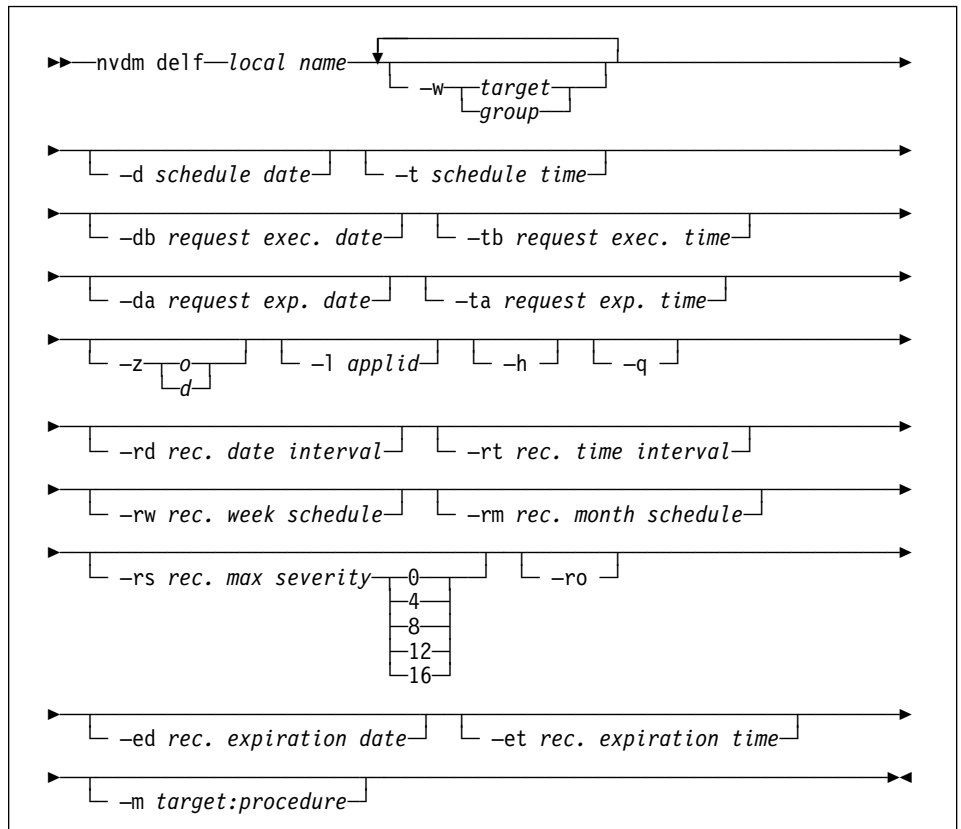 nvdm delf local name
–w target
group
–d schedule date –t schedule time
–db request exec. date –tb request exec. time
–da request exp. date –ta request exp. time
–z o –l applid –h –q
d
–rd rec. date interval –rt rec. time interval
–rw rec. week schedule –rm rec. month schedule
–rs rec. max severity 0 –ro
4
8
12
16
–ed rec. expiration date –et rec. expiration time
–m target:procedure